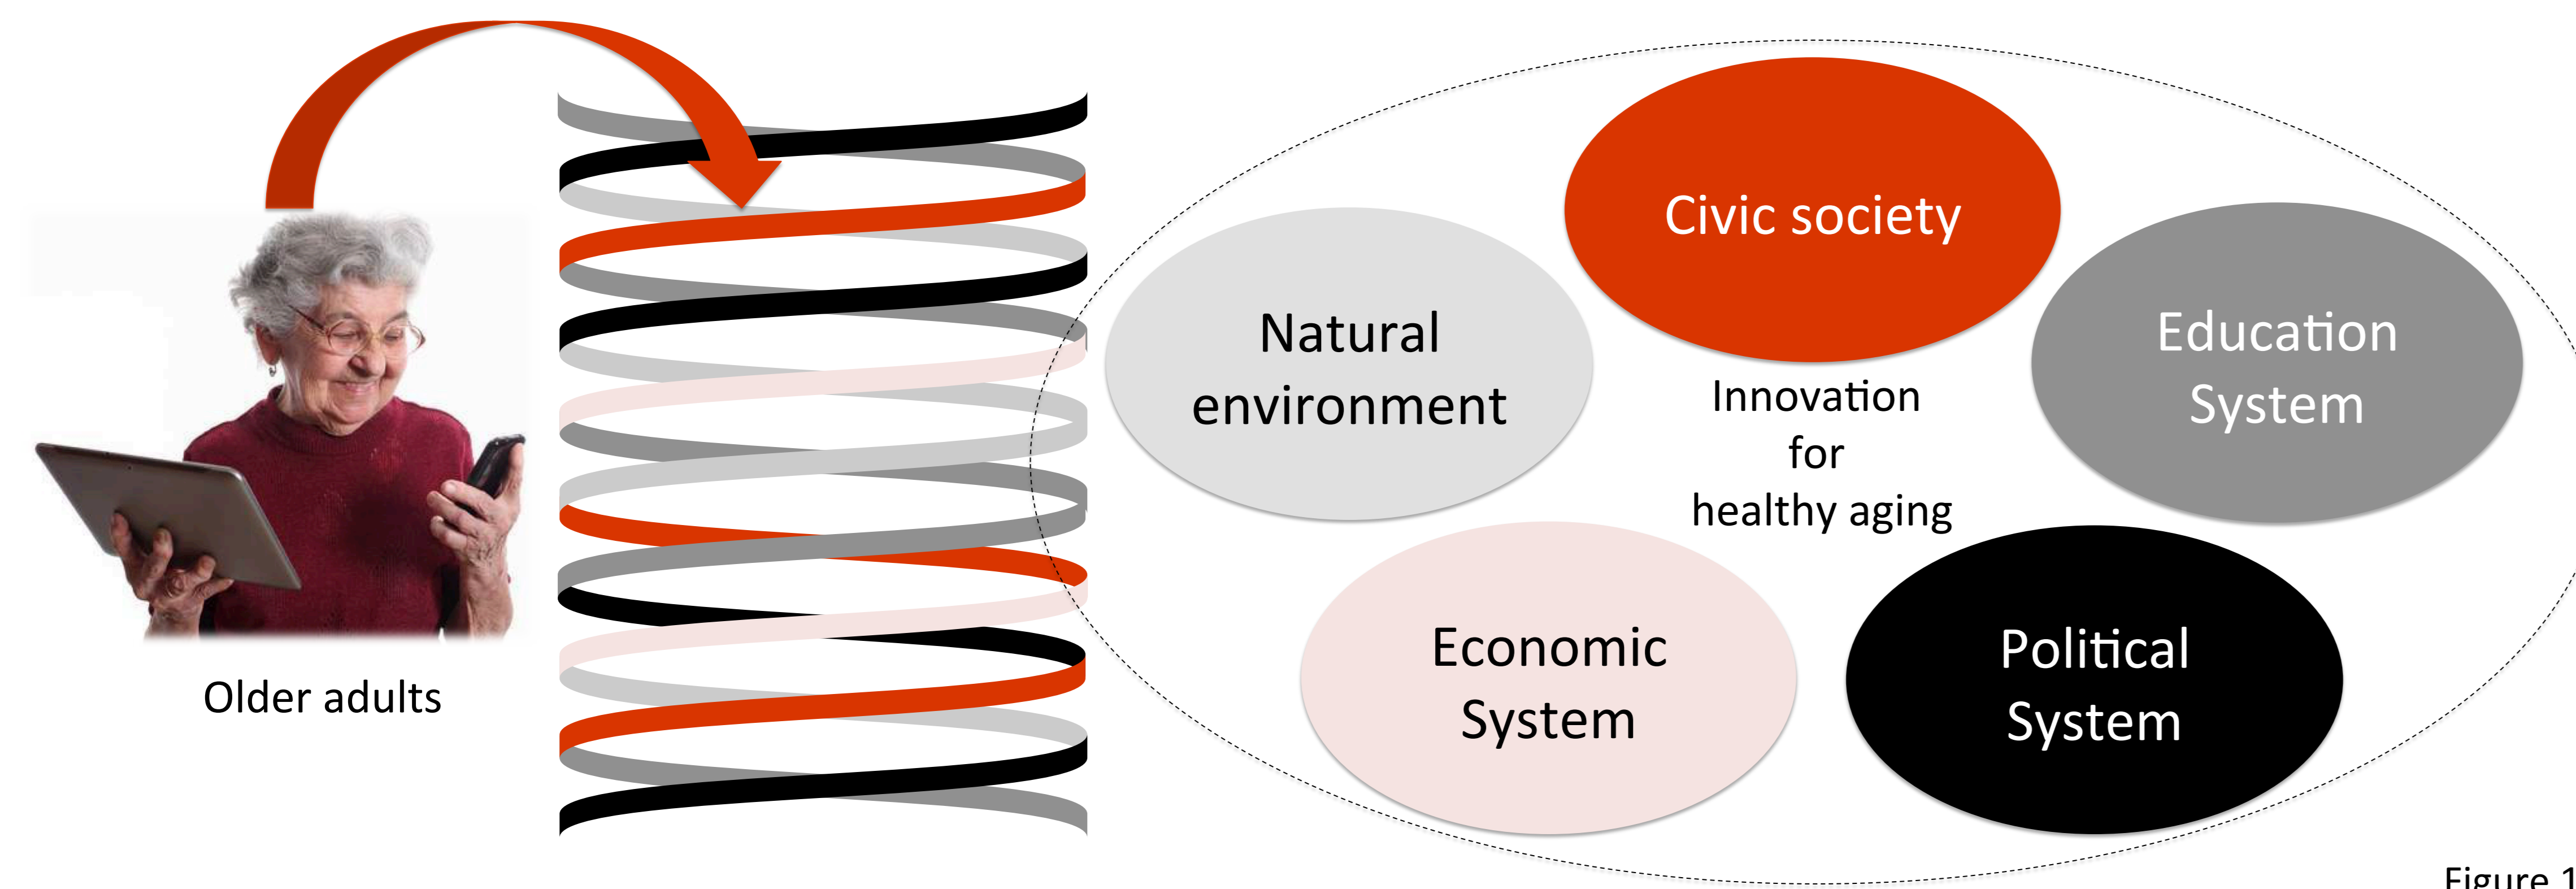 Civic society
Natural
environment
Education
System
Innovation
for
healthy aging
Economic
System
Political
System
Older adults
Figure 1